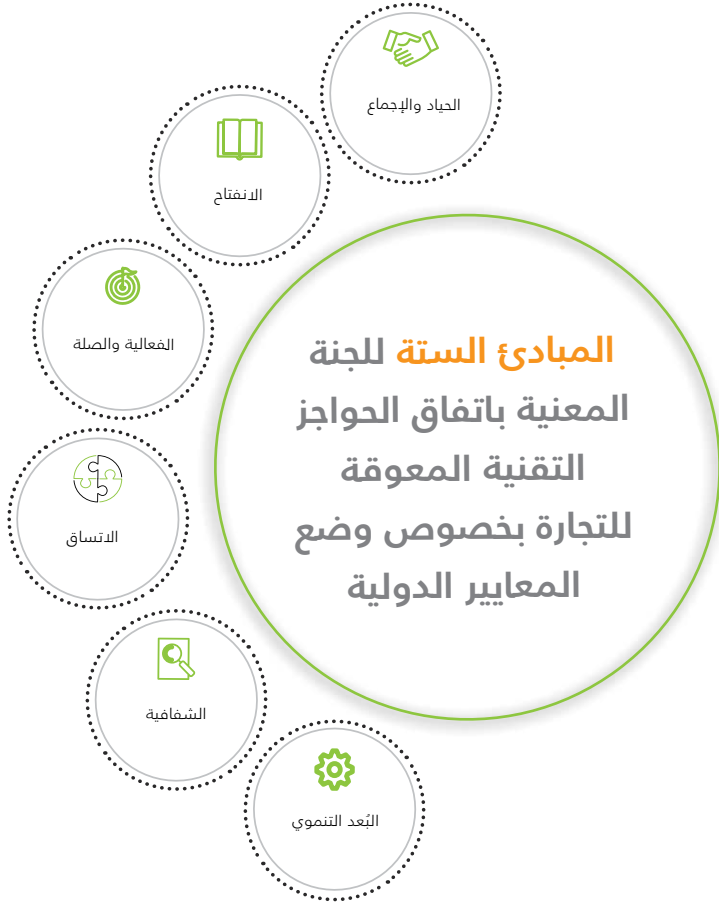 الحياد والإجماع
الانفتاح
الفعالية والصلة
الاتساق
الشفافية
البُعد التنموي
المبادئ الستة للجنة
المعنية باتفاق الحواجز
التقنية المعوقة
للتجارة بخصوص وضع
المعايير الدولية